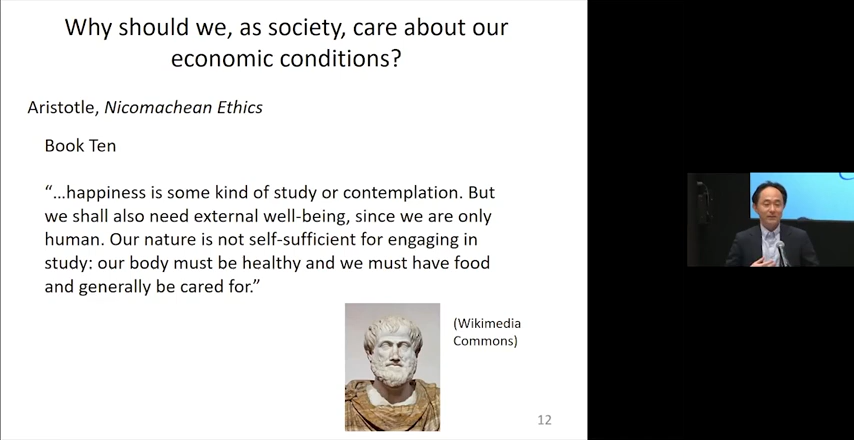 Why should we, as society, care about our
economic conditions?
Aristotle, Nicomachean Ethics
Book Ten
“…happiness is some kind of study or contemplation. But
we shall also need external well-being, since we are only
human. Our nature is not self-sufficient for engaging in
study: our body must be healthy and we must have food
and generally be cared for.”
(Wikimedia
Commons)
12